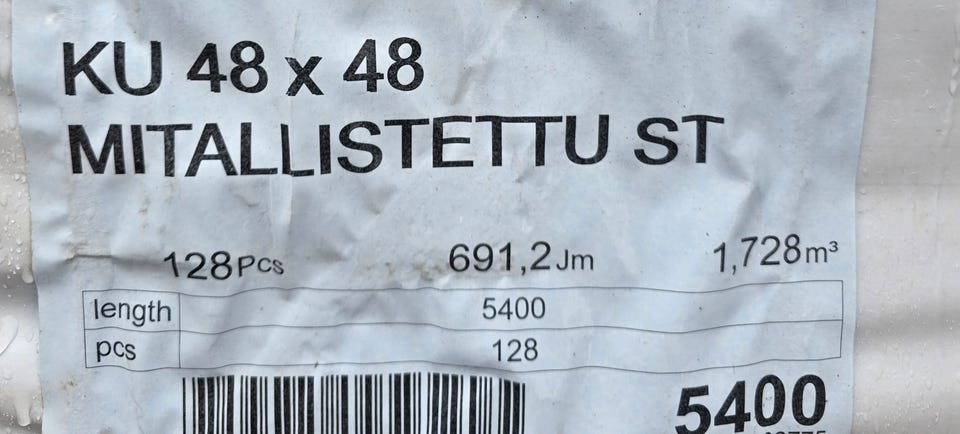 KU 48 x 48
MITALLISTETTU ST
128Pcs 691,2Jm 1,728m³
length 5400
pcs 128
5400